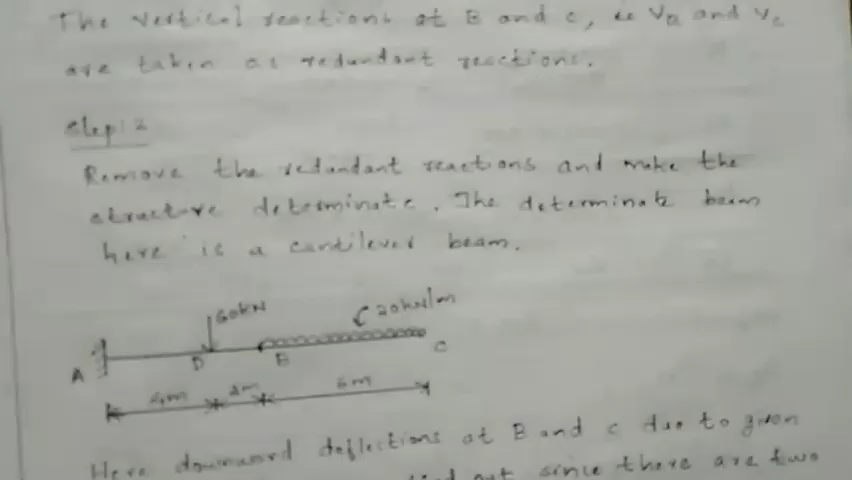 The vertical reactions at B and C, ie VB and VC
are taken as redundant reactions.
Step: 2
Remove the redundant reactions and make the
structure determinate. The determinate beam
here is a cantilever beam.
60kN
20kN/m
A
D
B
C
4m
2m
6m
Here downward deflections at B and C due to given
find out since there are two